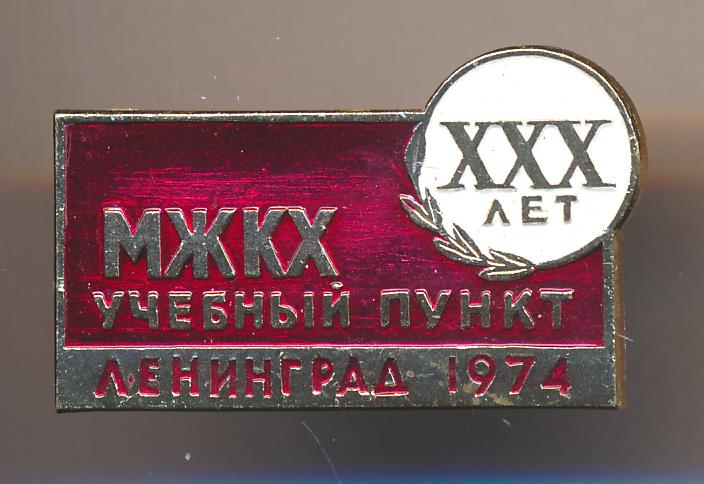 XXX
ЛЕТ
МЖКХ
УЧЕБНЫЙ ПУНКТ
ЛЕНИНГРАД 1974